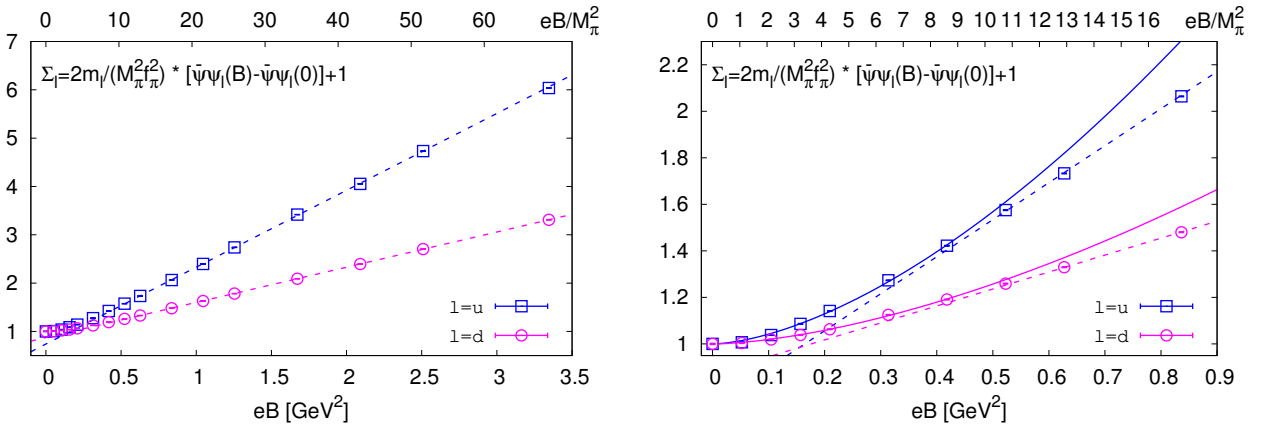 0 10 20 30 40 50 60 eB/M_π^2
7
6
5
4
3
2
1
Σ_l=2m_l/(M_π^2f_π^2) * [ψ̄ψ_l(B)-ψ̄ψ_l(0)]+1
l=u
l=d
0 0.5 1 1.5 2 2.5 3 3.5
eB [GeV^2]
0 1 2 3 4 5 6 7 8 9 10 11 12 13 14 15 16 eB/M_π^2
2.2
2
1.8
1.6
1.4
1.2
1
Σ_l=2m_l/(M_π^2f_π^2) * [ψ̄ψ_l(B)-ψ̄ψ_l(0)]+1
l=u
l=d
0 0.1 0.2 0.3 0.4 0.5 0.6 0.7 0.8 0.9
eB [GeV^2]